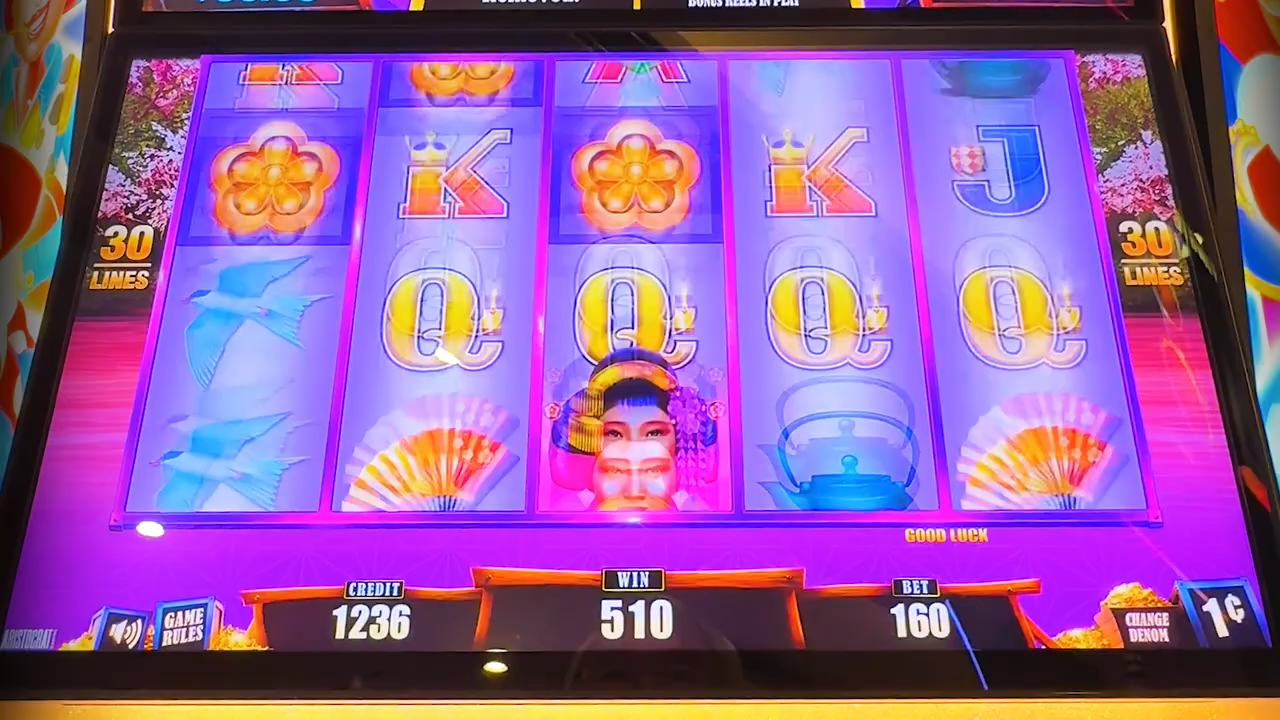 BONUS REELS IN PLAY
K
A
K
K
J
30
LINES
30
LINES
Q
Q
Q
Q
GOOD LUCK
CREDIT
WIN
BET
1236
510
160
GAME
RULES
CHANGE
DENOM
1¢
ARISTOCRAT